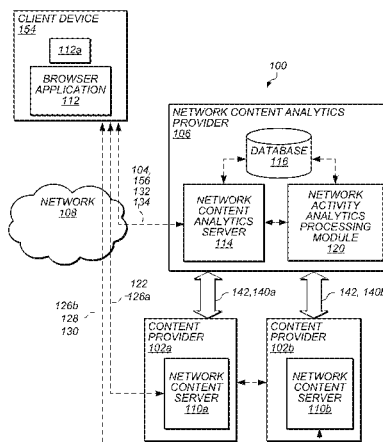 CLIENT DEVICE
154
112a
BROWSER
APPLICATION
112
100
NETWORK CONTENT ANALYTICS
PROVIDER
106
DATABASE
116
NETWORK
108
104,
156
132
134
NETWORK
CONTENT
ANALYTICS
SERVER
114
NETWORK
ACTIVITY
ANALYTICS
PROCESSING
MODULE
120
126b
128
130
122
126a
142,140a
142, 140b
CONTENT
PROVIDER
102a
NETWORK
CONTENT
SERVER
110a
CONTENT
PROVIDER
102b
NETWORK
CONTENT
SERVER
110b